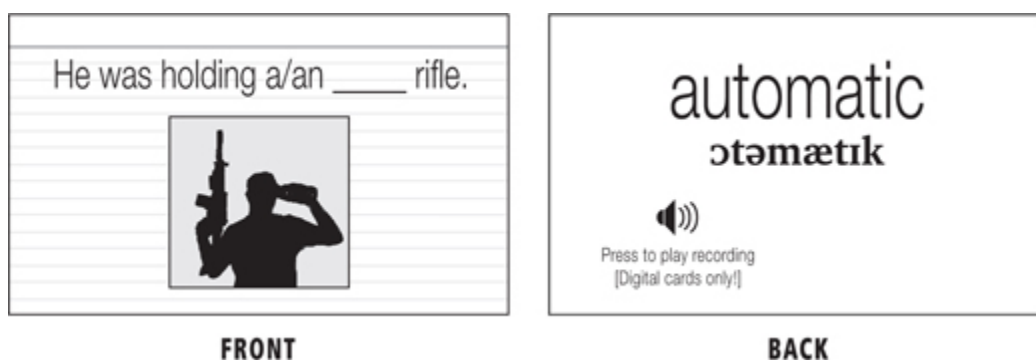 He was holding a/an _____ rifle.
automatic
ɔtəmætɪk
Press to play recording
[Digital cards only!]
FRONT
BACK